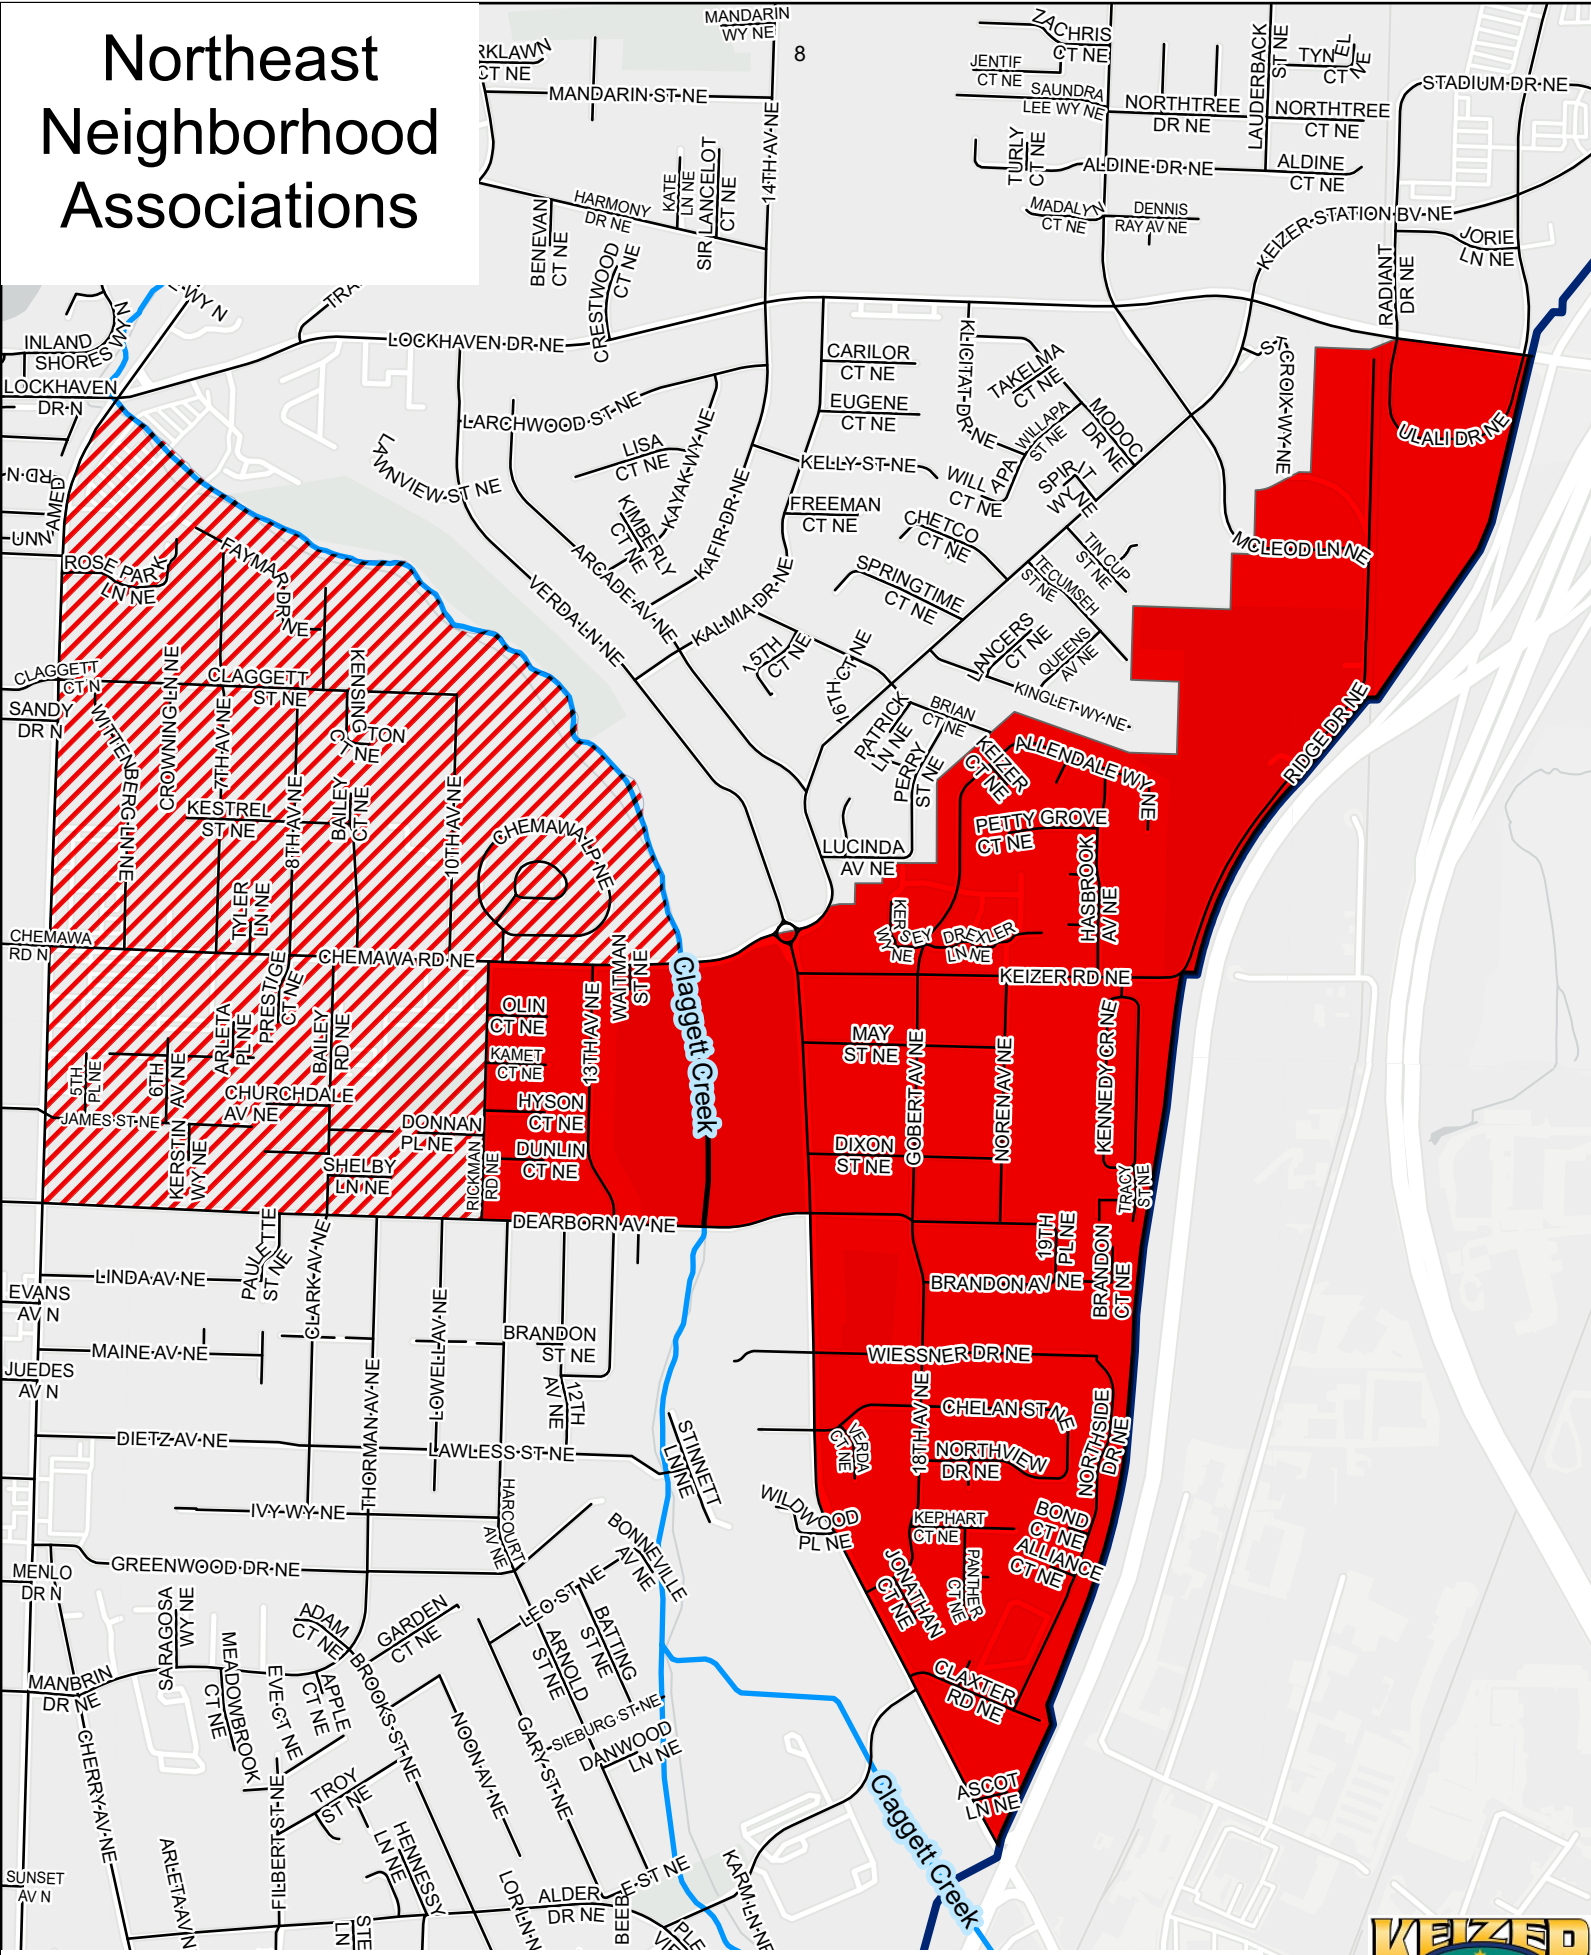 Northeast
Neighborhood
Associations
MANDARIN
WY NE
8
ZACHRIS
CT NE
JENTIF
CT NE
SAUNDRA
LEE WY NE
NORTHTREE
DR NE
LAUDERBACK
ST NE
NORTHTREE
CT NE
STADIUM DR NE
MANDARIN ST NE
14TH AV NE
TURLY
CT NE
ALDINE DR NE
ALDINE
CT NE
KATE
LN NE
SIR LANCELOT
CT NE
HARMONY
DR NE
BENEVAN
CT NE
CRESTWOOD
CT NE
MADALYN
CT NE
DENNIS
RAY AV NE
KEIZER STATION BV NE
JORIE
LN NE
RADIANT
DR NE
INLAND
SHORES WY N
LOCKHAVEN DR NE
LOCKHAVEN
DR N
CARILOR
CT NE
EUGENE
CT NE
KLICITAT DR NE
TAKELMA
CT NE
WILLAPA
ST NE
MODOC
DR NE
ST CROIX WY NE
ULALI DR NE
LARCHWOOD ST NE
LISA
CT NE
LAWNVIEW ST NE
KAYAK WY NE
KELLY ST NE
WILLAPA
CT NE
SPIRIT
WY NE
FREEMAN
CT NE
CHETCO
CT NE
KIMBERLY
CT NE
KAFIR DR NE
ARCADE AV NE
VERDA LN NE
KALMIA DR NE
SPRINGTIME
CT NE
TIN CUP
ST NE
TECUMSEH
ST NE
MCLEOD LN NE
15TH
CT NE
16TH CT NE
LANCERS
CT NE
QUEENS
AV NE
KINGLET WY NE
ROSE PARK
LN NE
FAYMAR DR NE
CLAGGETT
CT N
CLAGGETT
ST NE
SANDY
DR N
WITTENBERG LN NE
CROWNING LN NE
7TH AV NE
8TH AV NE
KENSINGTON
CT NE
KESTREL
ST NE
BAILEY
CT NE
10TH AV NE
CHEMAWA LP NE
TYLER
LN NE
PATRICK
LN NE
BRIAN
CT NE
PERRY
ST NE
LUCINDA
AV NE
KEIZER
CT NE
ALLENDALE WY NE
PETTY GROVE
CT NE
HASBROOK
AV NE
RIDGE DR NE
KERSEY
WY NE
DREXLER
LN NE
CHEMAWA
RD N
CHEMAWA RD NE
KEIZER RD NE
PRESTIGE
CT NE
WAITMAN
ST NE
Claggett Creek
OLIN
CT NE
13TH AV NE
KAMET
CT NE
HYSON
CT NE
DUNLIN
CT NE
ARLETA
PL NE
BAILEY
RD NE
5TH
PL NE
6TH
AV NE
CHURCHDALE
AV NE
JAMES ST NE
KERSTIN
WY NE
DONNAN
PL NE
SHELBY
LN NE
RICKMAN
RD NE
MAY
ST NE
GOBERT AV NE
NOREN AV NE
KENNEDY CR NE
DIXON
ST NE
TRACY
ST NE
DEARBORN AV NE
19TH
PL NE
BRANDON AV NE
BRANDON
CT NE
PAULETTE
ST NE
LINDA AV NE
EVANS
AV N
CLARK AV NE
LOWELL AV NE
BRANDON
ST NE
MAINE AV NE
JUEDES
AV N
THORMAN AV NE
12TH
AV NE
WIESSNER DR NE
CHELAN ST NE
18TH AV NE
VERDA
CT NE
NORTHVIEW
DR NE
NORTHSIDE
DR NE
DIETZ AV NE
LAWLESS ST NE
STINNETT
LN NE
IVY WY NE
HARCOURT
AV NE
WILDWOOD
PL NE
KEPHART
CT NE
BOND
CT NE
ALLIANCE
CT NE
BONNEVILLE
AV NE
GREENWOOD DR NE
MENLO
DR N
LEO ST NE
JONATHAN
CT NE
PANTHER
CT NE
SARAGOSA
WY NE
ADAM
CT NE
GARDEN
CT NE
BATTING
ST NE
ARNOLD
ST NE
MANBRIN
DR NE
MEADOWBROOK
CT NE
EVE CT NE
APPLE
CT NE
BROOKS ST NE
NOON AV NE
GARY ST NE
SIEBURG ST NE
DANWOOD
LN NE
CLAXTER
RD NE
CHERRY AV NE
TROY
ST NE
FILBERT ST NE
HENNESSY
LN NE
ASCOT
LN NE
Claggett Creek
SUNSET
AV N
ARLETA AV N
ALDER
DR NE
KEIZER